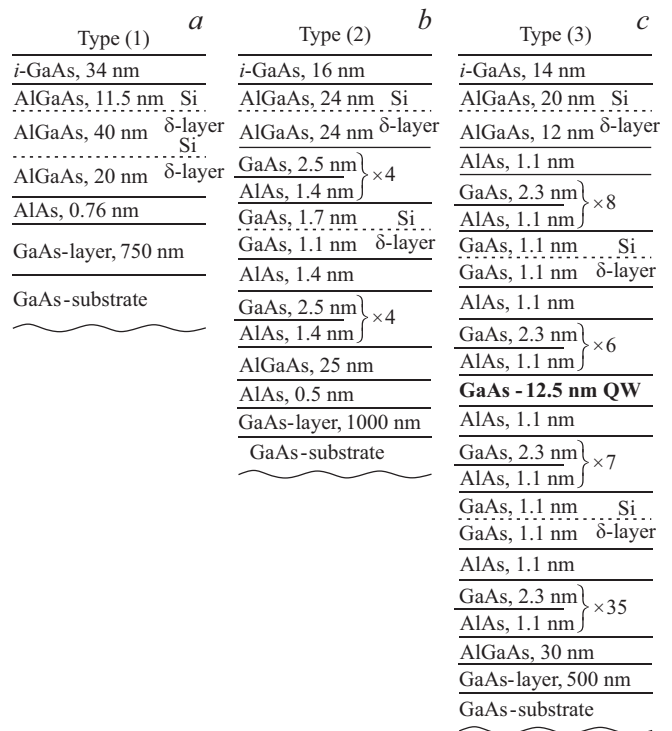 a
Type (1)
i-GaAs, 34 nm
AlGaAs, 11.5 nm Si
AlGaAs, 40 nm δ-layer
Si
AlGaAs, 20 nm δ-layer
AlAs, 0.76 nm
GaAs-layer, 750 nm
GaAs-substrate
b
Type (2)
i-GaAs, 16 nm
AlGaAs, 24 nm Si
AlGaAs, 24 nm δ-layer
GaAs, 2.5 nm
AlAs, 1.4 nm
×4
GaAs, 1.7 nm Si
GaAs, 1.1 nm δ-layer
AlAs, 1.4 nm
GaAs, 2.5 nm
AlAs, 1.4 nm
×4
AlGaAs, 25 nm
AlAs, 0.5 nm
GaAs-layer, 1000 nm
GaAs-substrate
c
Type (3)
i-GaAs, 14 nm
AlGaAs, 20 nm Si
AlGaAs, 12 nm δ-layer
AlAs, 1.1 nm
GaAs, 2.3 nm
AlAs, 1.1 nm
×8
GaAs, 1.1 nm Si
GaAs, 1.1 nm δ-layer
AlAs, 1.1 nm
GaAs, 2.3 nm
AlAs, 1.1 nm
×6
GaAs - 12.5 nm QW
AlAs, 1.1 nm
GaAs, 2.3 nm
AlAs, 1.1 nm
×7
GaAs, 1.1 nm Si
GaAs, 1.1 nm δ-layer
AlAs, 1.1 nm
GaAs, 2.3 nm
AlAs, 1.1 nm
×35
AlGaAs, 30 nm
GaAs-layer, 500 nm
GaAs-substrate